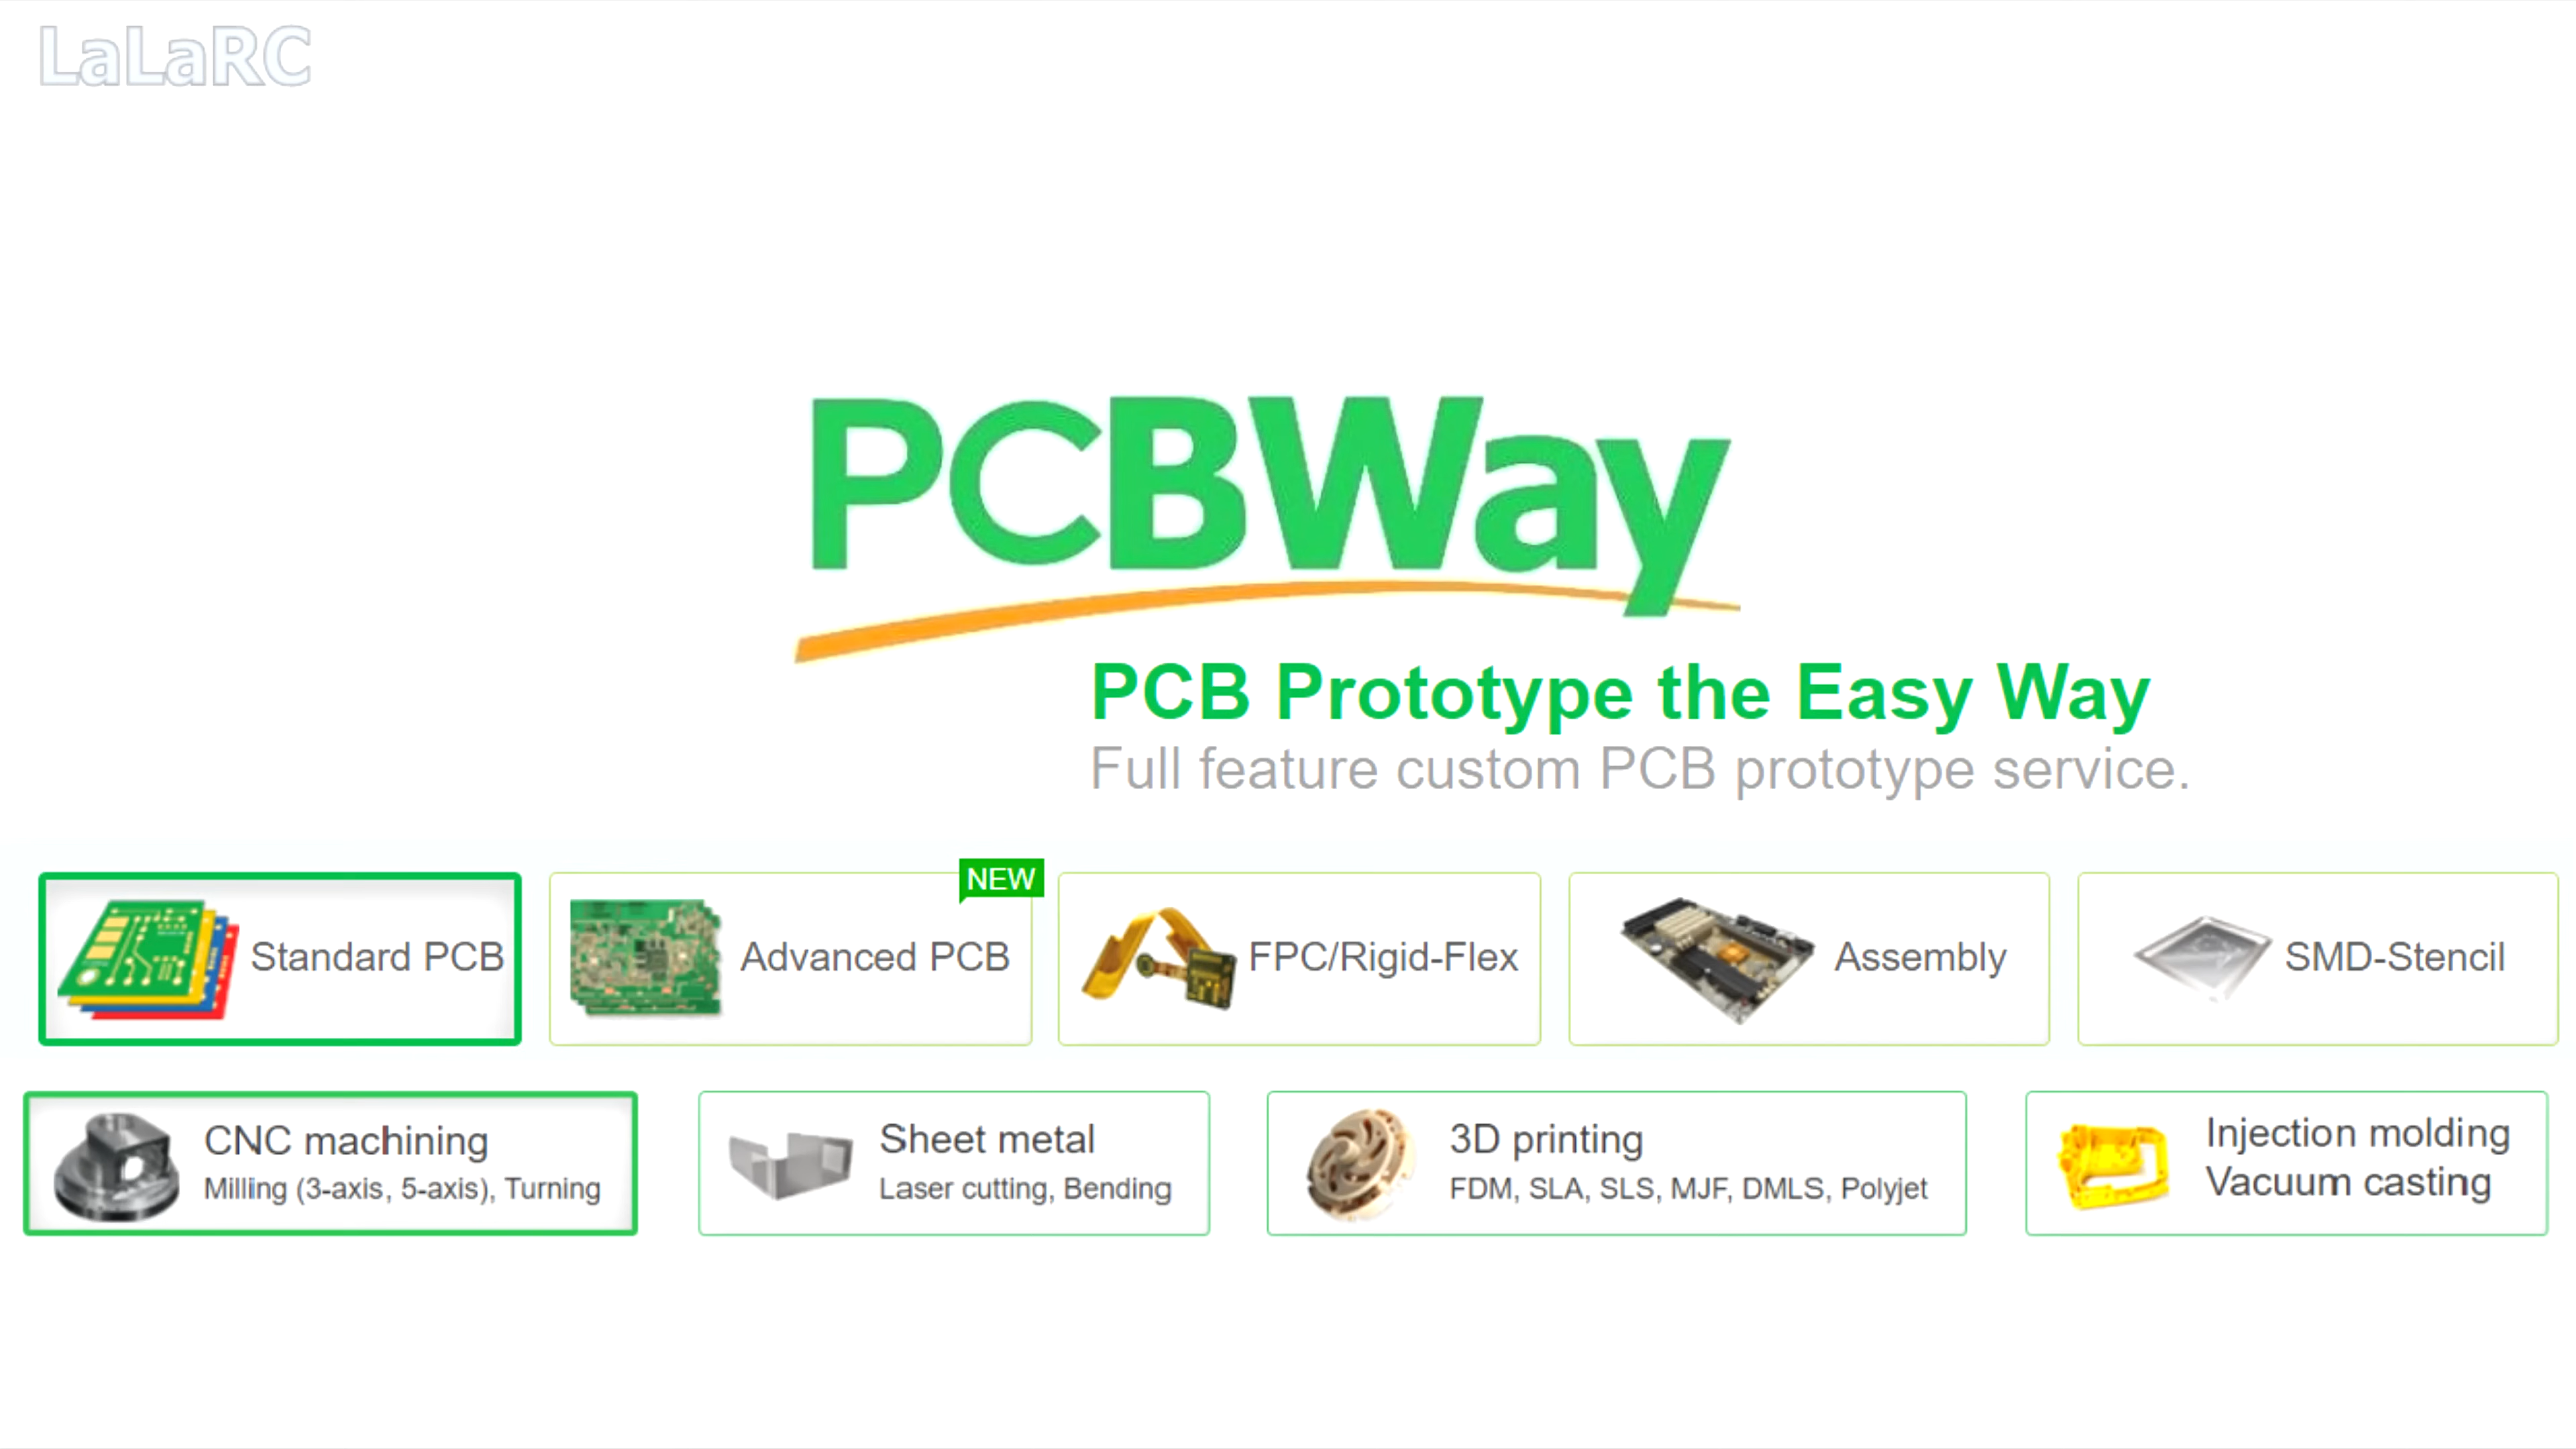 LaLaRC
PCBWay
PCB Prototype the Easy Way
Full feature custom PCB prototype service.
Standard PCB
NEW
Advanced PCB
FPC/Rigid-Flex
Assembly
SMD-Stencil
CNC machining
Milling (3-axis, 5-axis), Turning
Sheet metal
Laser cutting, Bending
3D printing
FDM, SLA, SLS, MJF, DMLS, Polyjet
Injection molding
Vacuum casting